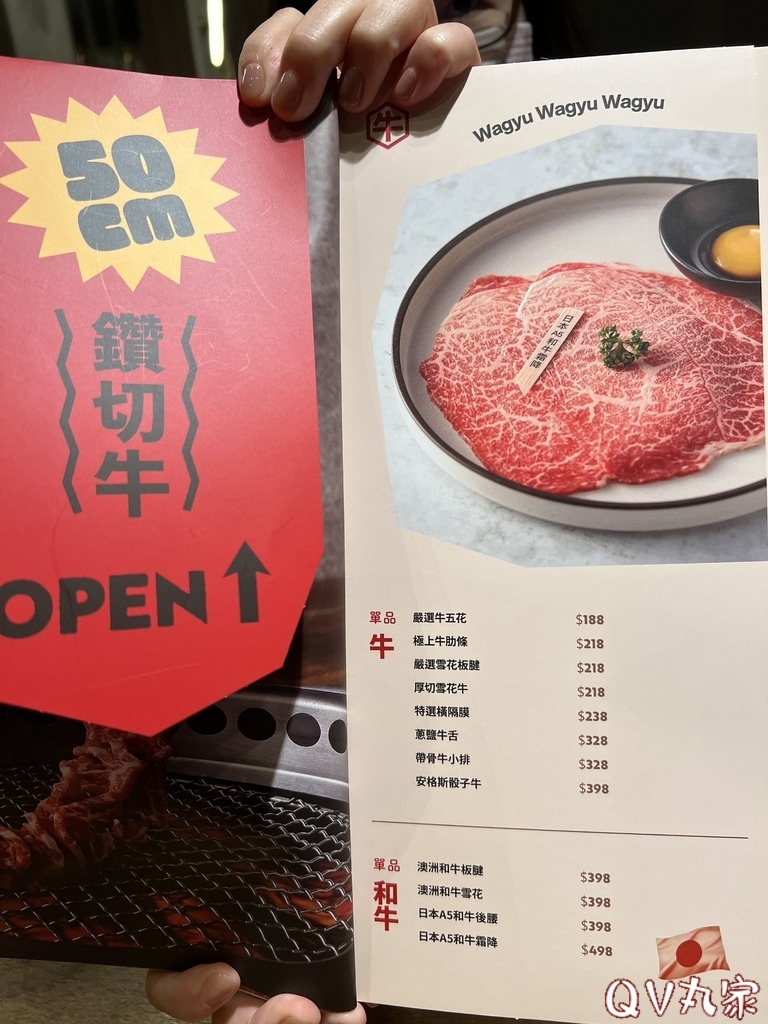 50
cm
鑽切牛
OPEN↑
牛
Wagyu Wagyu Wagyu
日本A5和牛霜降
單品
牛
嚴選牛五花 $188
極上牛肋條 $218
嚴選雪花板腱 $218
厚切雪花牛 $218
特選橫隔膜 $238
蔥鹽牛舌 $328
帶骨牛小排 $328
安格斯骰子牛 $398
單品
和牛
澳洲和牛板腱 $398
澳洲和牛雪花 $398
日本A5和牛後腰 $398
日本A5和牛霜降 $498
QV丸家